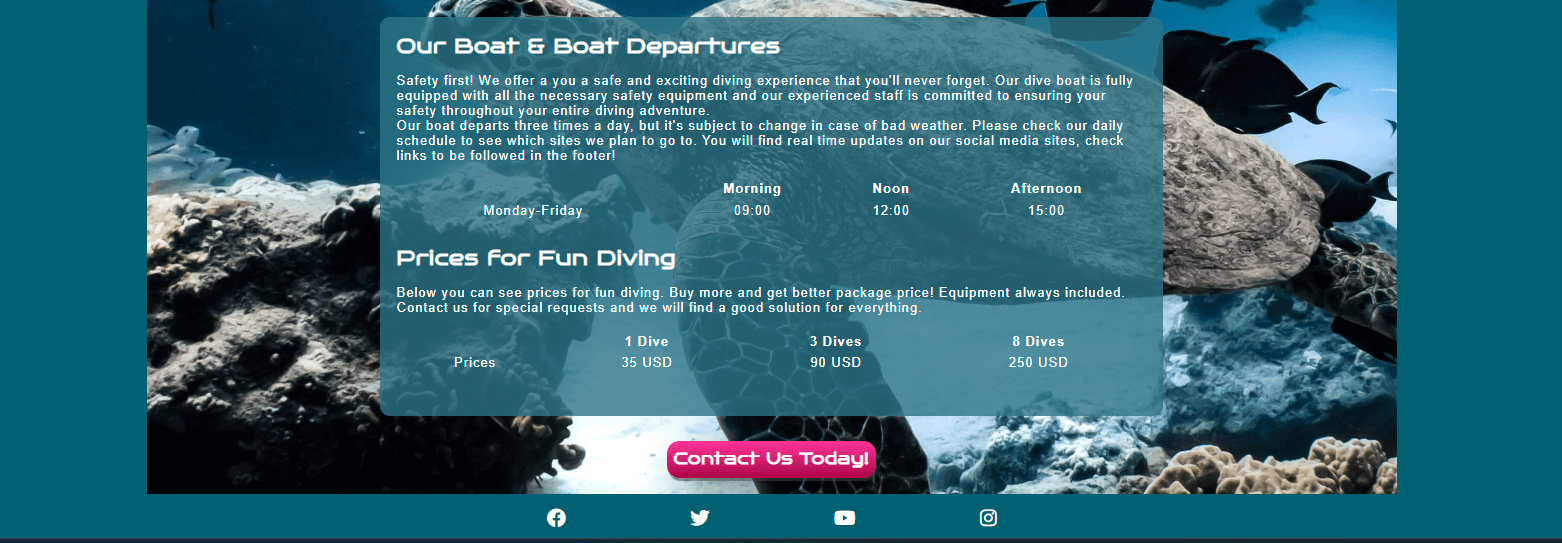 Our Boat & Boat Departures
Safety first! We offer a you a safe and exciting diving experience that you'll never forget. Our dive boat is fully
equipped with all the necessary safety equipment and our experienced staff is committed to ensuring your
safety throughout your entire diving adventure.
Our boat departs three times a day, but it's subject to change in case of bad weather. Please check our daily
schedule to see which sites we plan to go to. You will find real time updates on our social media sites, check
links to be followed in the footer!
Morning Noon Afternoon
Monday-Friday 09:00 12:00 15:00
Prices for Fun Diving
Below you can see prices for fun diving. Buy more and get better package price! Equipment always included.
Contact us for special requests and we will find a good solution for everything.
1 Dive 3 Dives 8 Dives
Prices 35 USD 90 USD 250 USD
Contact Us Today!